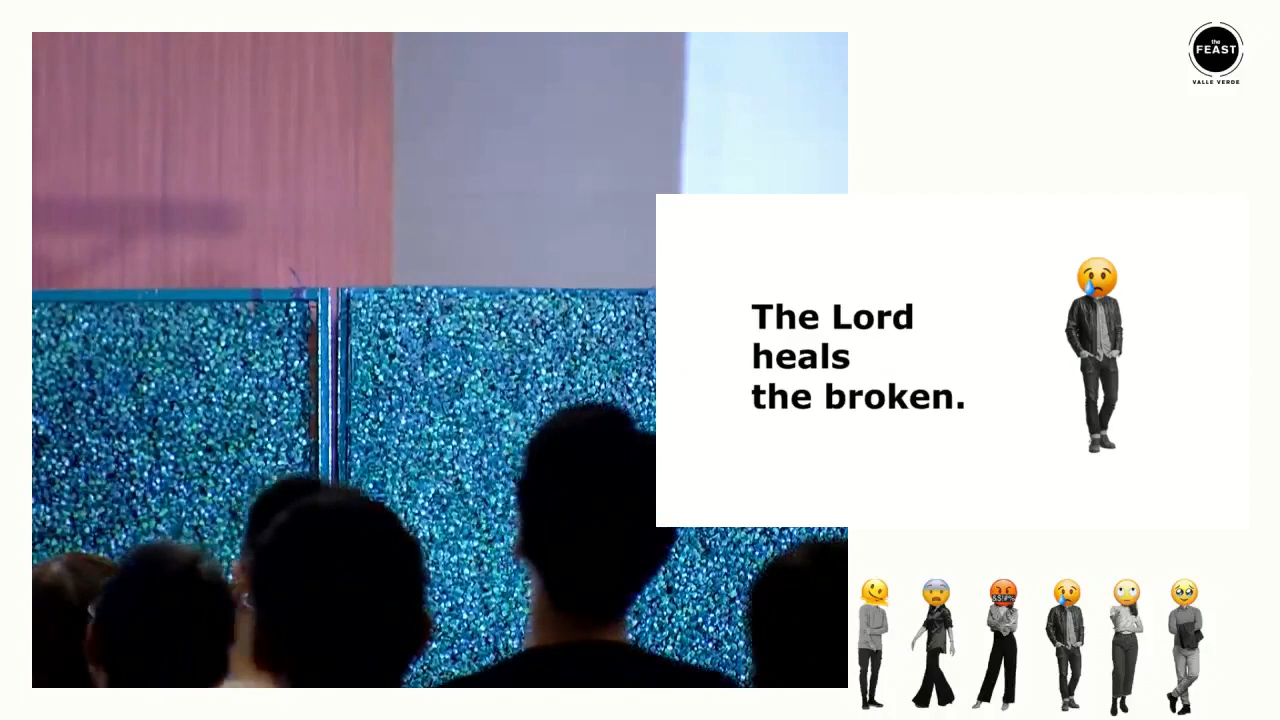 the
FEAST
VALLE VERDE
The Lord
heals
the broken.
&$!#%